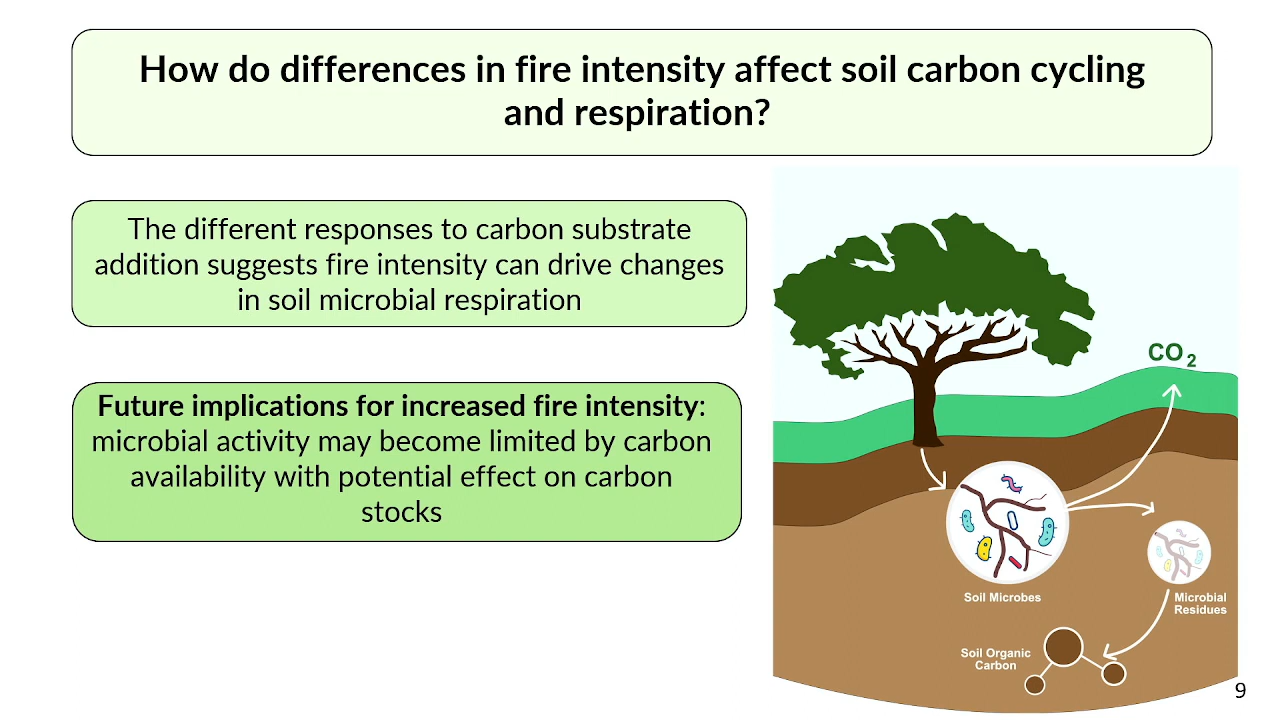 How do differences in fire intensity affect soil carbon cycling
and respiration?
The different responses to carbon substrate
addition suggests fire intensity can drive changes
in soil microbial respiration
Future implications for increased fire intensity:
microbial activity may become limited by carbon
availability with potential effect on carbon
stocks
CO2
Soil Microbes
Microbial
Residues
Soil Organic
Carbon
9